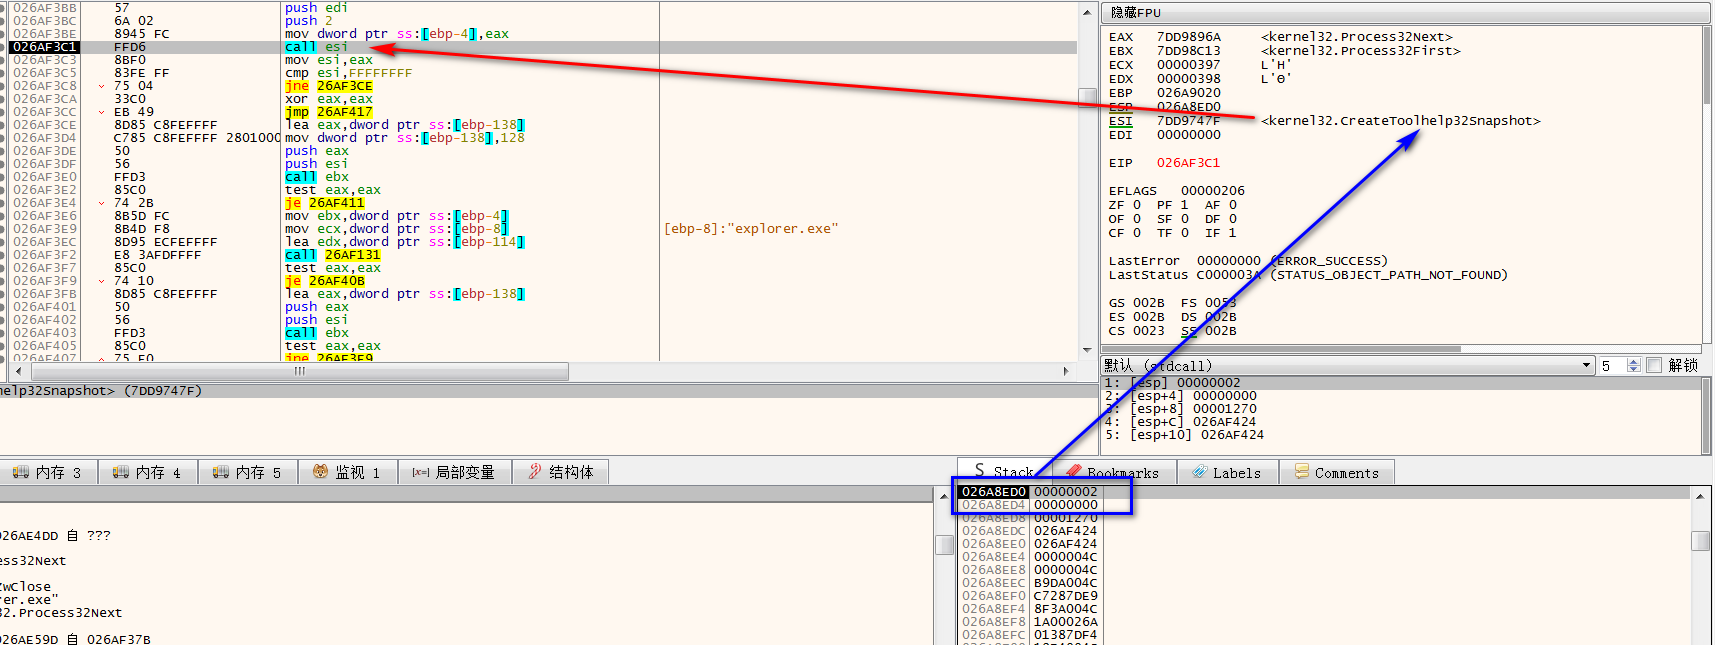 026AF3BB 57 push edi
026AF3BC 6A 02 push 2
026AF3BE 8945 FC mov dword ptr ss:[ebp-4],eax
026AF3C1 FFD6 call esi
026AF3C3 8BF0 mov esi,eax
026AF3C5 83FE FF cmp esi,FFFFFFFF
026AF3C8 75 04 jne 26AF3CE
026AF3CA 33C0 xor eax,eax
026AF3CC EB 49 jmp 26AF417
026AF3CE 8D85 C8FEFFFF lea eax,dword ptr ss:[ebp-138]
026AF3D4 C785 C8FEFFFF 2801000 mov dword ptr ss:[ebp-138],128
026AF3DE 50 push eax
026AF3DF 56 push esi
026AF3E0 FFD3 call ebx
026AF3E2 85C0 test eax,eax
026AF3E4 74 2B je 26AF411
026AF3E6 8B5D FC mov ebx,dword ptr ss:[ebp-4]
026AF3E9 8B4D F8 mov ecx,dword ptr ss:[ebp-8] [ebp-8]:"explorer.exe"
026AF3EC 8D95 ECFEFFFF lea edx,dword ptr ss:[ebp-114]
026AF3F2 E8 3AFDFFFF call 26AF131
026AF3F7 85C0 test eax,eax
026AF3F9 74 10 je 26AF40B
026AF3FB 8D85 C8FEFFFF lea eax,dword ptr ss:[ebp-138]
026AF401 50 push eax
026AF402 56 push esi
026AF403 FFD3 call ebx
026AF405 85C0 test eax,eax
026AF407 75 E0 jne 26AF3E9
隐藏FPU
EAX 7DD9896A <kernel32.Process32Next>
EBX 7DD98C13 <kernel32.Process32First>
ECX 00000397 L'Η'
EDX 00000398 L'Θ'
EBP 026A9020
ESP 026A8ED0
ESI 7DD9747F <kernel32.CreateToolhelp32Snapshot>
EDI 00000000
EIP 026AF3C1
EFLAGS 00000206
ZF 0 PF 1 AF 0
OF 0 SF 0 DF 0
CF 0 TF 0 IF 1
LastError 00000000 (ERROR_SUCCESS)
LastStatus C000003A (STATUS_OBJECT_PATH_NOT_FOUND)
GS 002B FS 0053
ES 002B DS 002B
CS 0023 SS 002B
默认 (stdcall) 5 解锁
1: [esp] 00000002
2: [esp+4] 00000000
3: [esp+8] 00001270
4: [esp+C] 026AF424
5: [esp+10] 026AF424
help32Snapshot> (7DD9747F)
内存 3 内存 4 内存 5 监视 1 [x=] 局部变量 结构体
Stack Bookmarks Labels Comments
026AE4DD 自 ???
ess32Next
ZwClose
rer.exe"
32.Process32Next
026AE59D 自 026AF37B
026A8ED0 00000002
026A8ED4 00000000
026A8ED8 00001270
026A8EDC 026AF424
026A8EE0 026AF424
026A8EE4 0000004C
026A8EE8 0000004C
026A8EEC B9DA004C
026A8EF0 C7287DE9
026A8EF4 8F3A004C
026A8EF8 1A00026A
026A8EFC 01387DF4